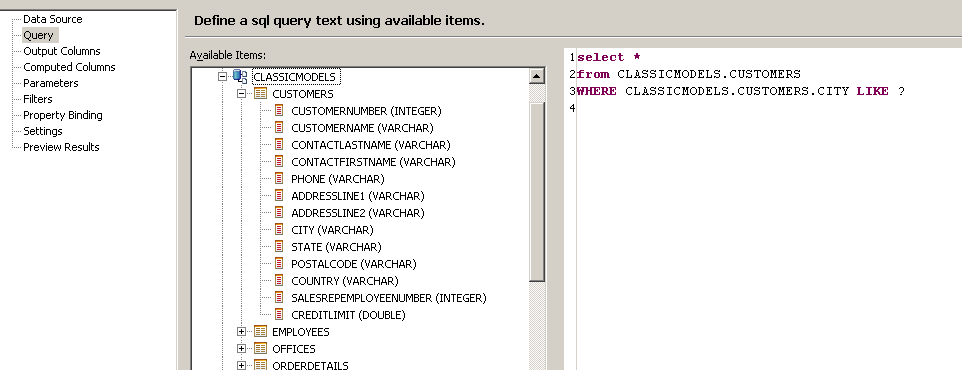 Data Source
Query
Output Columns
Computed Columns
Parameters
Filters
Property Binding
Settings
Preview Results
Define a sql query text using available items.
Available Items:
CLASSICMODELS
CUSTOMERS
CUSTOMERNUMBER (INTEGER)
CUSTOMERNAME (VARCHAR)
CONTACTLASTNAME (VARCHAR)
CONTACTFIRSTNAME (VARCHAR)
PHONE (VARCHAR)
ADDRESSLINE1 (VARCHAR)
ADDRESSLINE2 (VARCHAR)
CITY (VARCHAR)
STATE (VARCHAR)
POSTALCODE (VARCHAR)
COUNTRY (VARCHAR)
SALESREPEMPLOYEENUMBER (INTEGER)
CREDITLIMIT (DOUBLE)
EMPLOYEES
OFFICES
ORDERDETAILS
1select *
2from CLASSICMODELS.CUSTOMERS
3WHERE CLASSICMODELS.CUSTOMERS.CITY LIKE ?
4